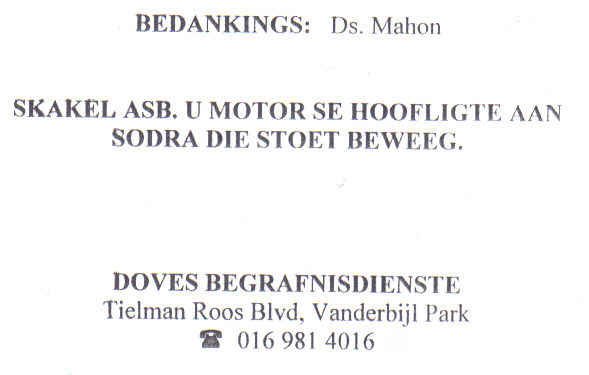 BEDANKINGS: Ds. Mahon
SKAKEL ASB. U MOTOR SE HOOFLIGTE AAN
SODRA DIE STOET BEWEEG.
DOVES BEGRAFNISDIENSTE
Tielman Roos Blvd, Vanderbijl Park
☎ 016 981 4016